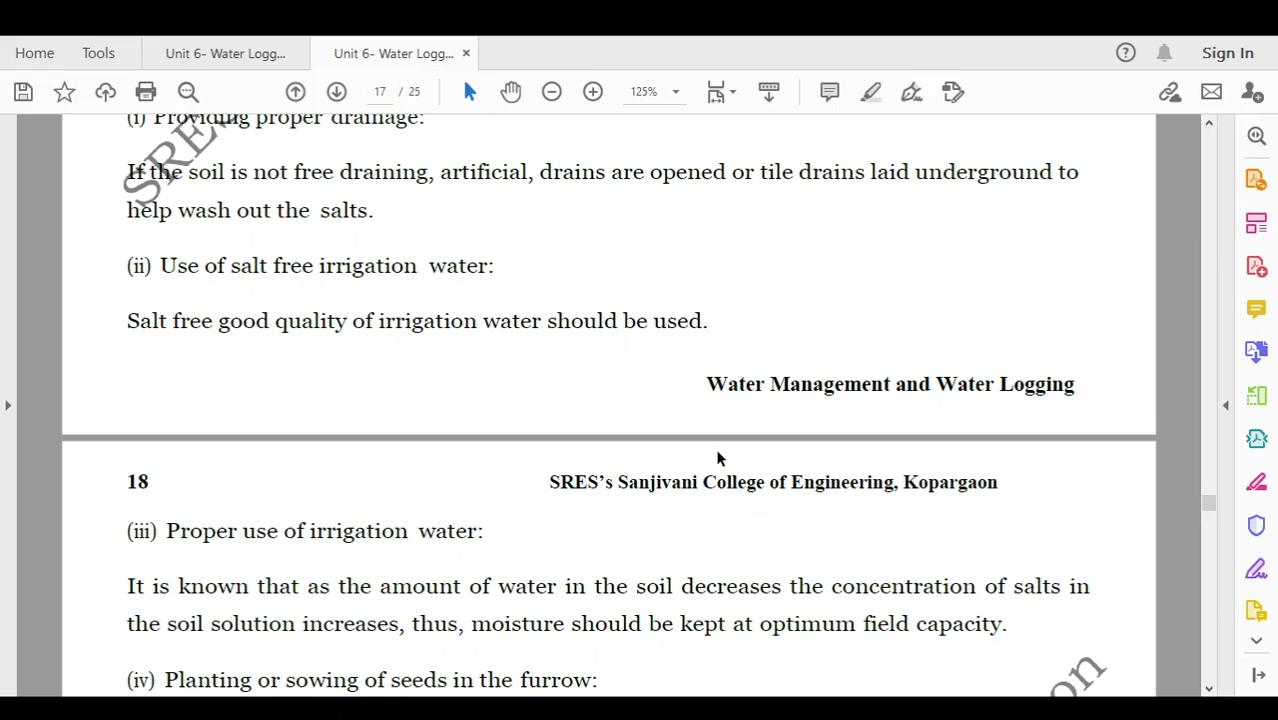 Home Tools Unit 6- Water Logg... Unit 6- Water Logg... × Sign In
17 / 25 125%
(i) Providing proper drainage:
If the soil is not free draining, artificial, drains are opened or tile drains laid underground to
help wash out the salts.
(ii) Use of salt free irrigation water:
Salt free good quality of irrigation water should be used.
Water Management and Water Logging
18 SRES's Sanjivani College of Engineering, Kopargaon
(iii) Proper use of irrigation water:
It is known that as the amount of water in the soil decreases the concentration of salts in
the soil solution increases, thus, moisture should be kept at optimum field capacity.
(iv) Planting or sowing of seeds in the furrow:
SRES
on